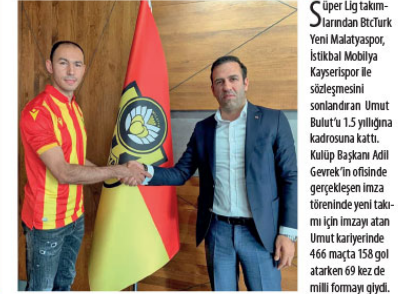 Süper Lig takım-
larından BtcTurk
Yeni Malatyaspor,
İstikbal Mobilya
Kayserispor ile
sözleşmesini
sonlandıran Umut
Bulut’u 1.5 yıllığına
kadrosuna kattı.
Kulüp Başkanı Adil
Gevrek’in ofisinde
gerçekleşen imza
töreninde yeni takı-
mı için imzayı atan
Umut kariyerinde
466 maçta 158 gol
atarken 69 kez de
milli formayı giydi.